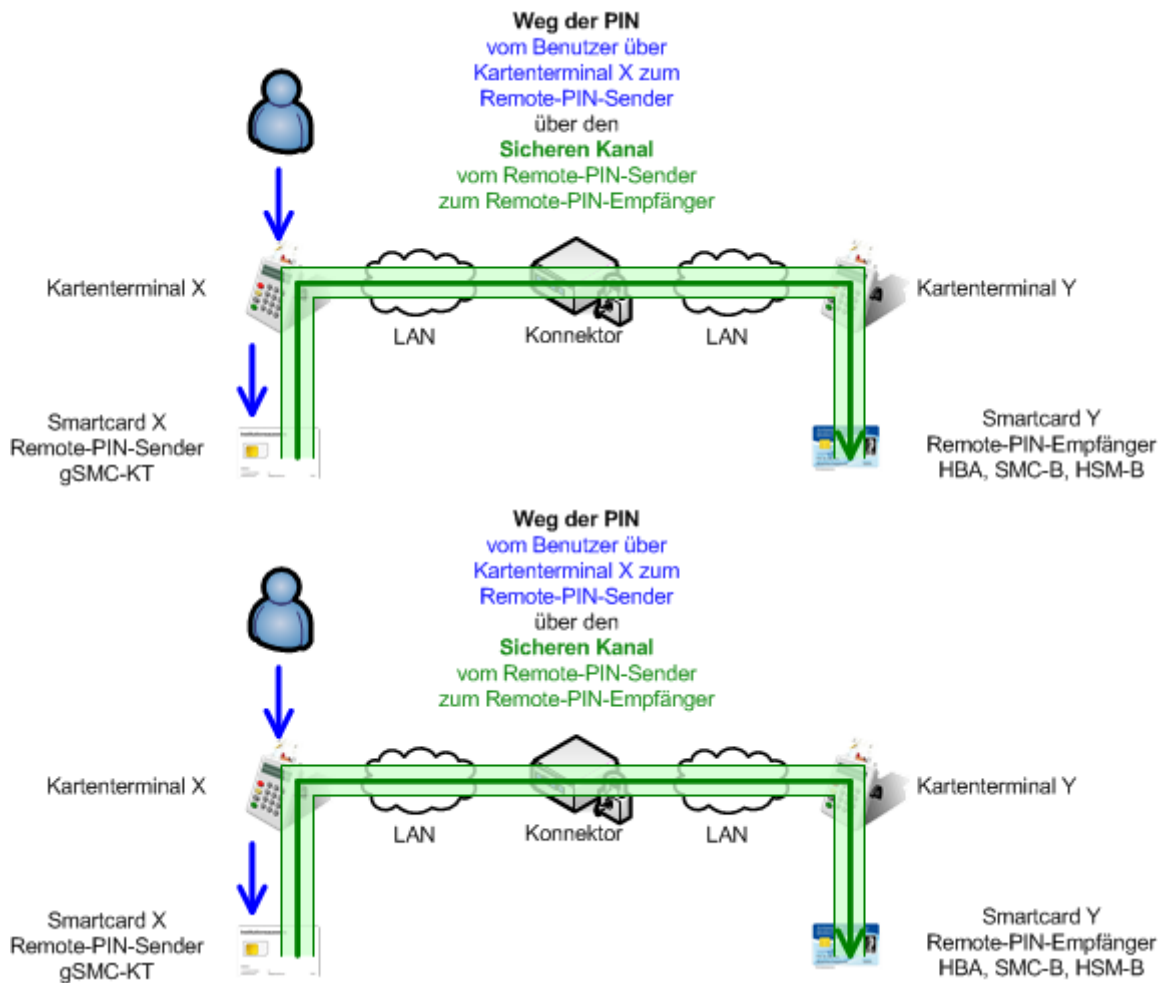 Weg der PIN
vom Benutzer über
Kartenterminal X zum
Remote-PIN-Sender
über den
Sicheren Kanal
vom Remote-PIN-Sender
zum Remote-PIN-Empfänger
Kartenterminal X
Kartenterminal Y
LAN
Konnektor
LAN
Smartcard X
Remote-PIN-Sender
gSMC-KT
Smartcard Y
Remote-PIN-Empfänger
HBA, SMC-B, HSM-B
Weg der PIN
vom Benutzer über
Kartenterminal X zum
Remote-PIN-Sender
über den
Sicheren Kanal
vom Remote-PIN-Sender
zum Remote-PIN-Empfänger
Kartenterminal X
Kartenterminal Y
LAN
Konnektor
LAN
Smartcard X
Remote-PIN-Sender
gSMC-KT
Smartcard Y
Remote-PIN-Empfänger
HBA, SMC-B, HSM-B